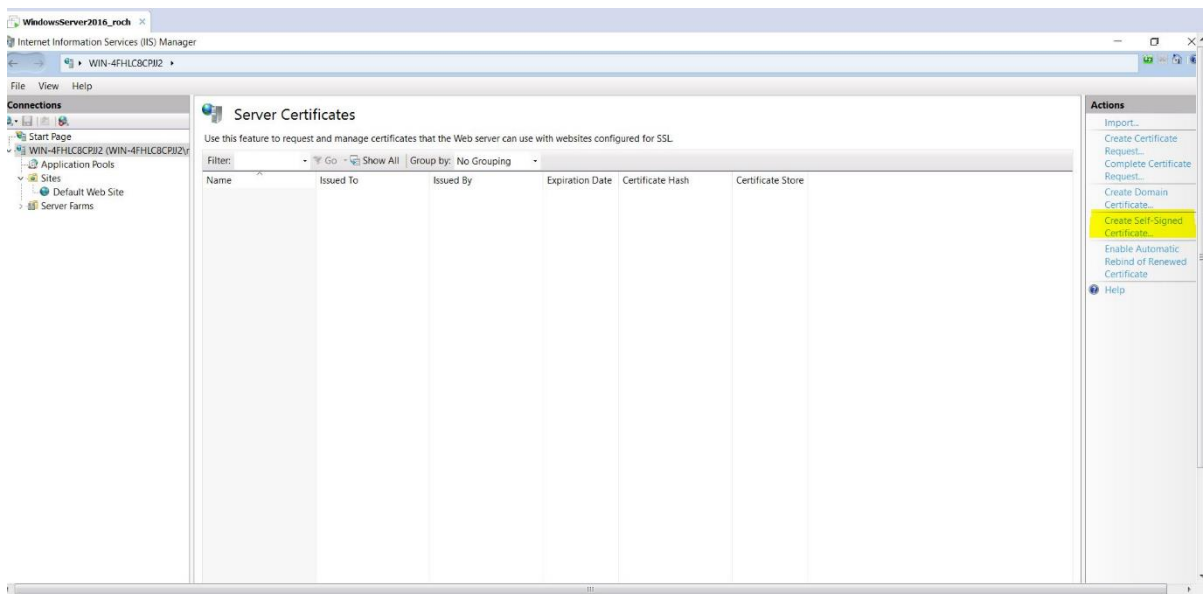 WindowsServer2016_roch
Internet Information Services (IIS) Manager
WIN-4FHLC8CPJJ2
File View Help
Connections
Start Page
WIN-4FHLC8CPJJ2 (WIN-4FHLC8CPJJ2\r
Application Pools
Sites
Default Web Site
Server Farms
Server Certificates
Use this feature to request and manage certificates that the Web server can use with websites configured for SSL.
Filter: Go Show All Group by: No Grouping
Name Issued To Issued By Expiration Date Certificate Hash Certificate Store
Actions
Import...
Create Certificate
Request...
Complete Certificate
Request...
Create Domain
Certificate...
Create Self-Signed
Certificate...
Enable Automatic
Rebind of Renewed
Certificate
Help